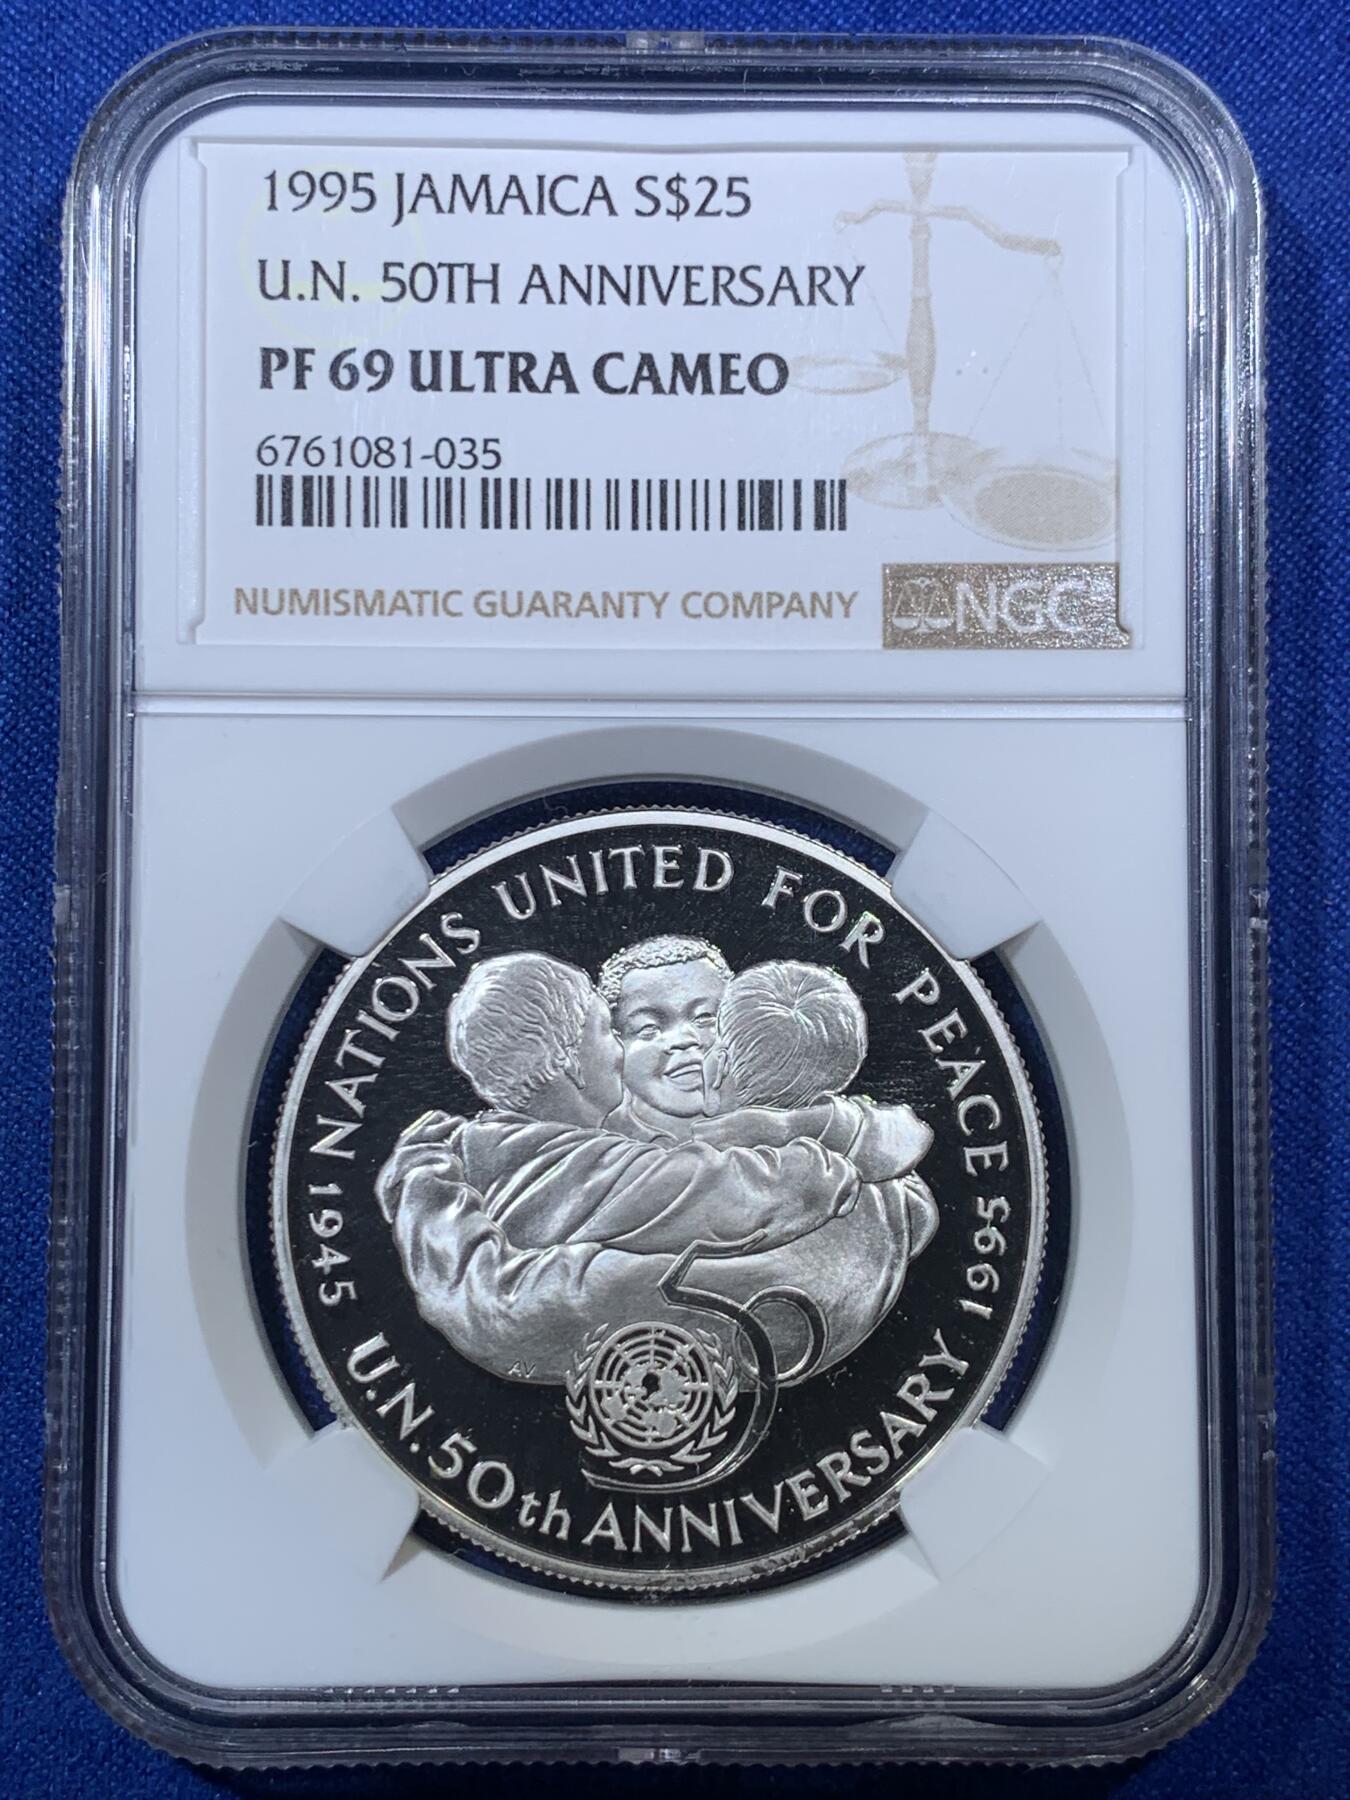 1995 JAMAICA S$25
U.N. 50TH ANNIVERSARY
PF 69 ULTRA CAMEO
6761081-035
NUMISMATIC GUARANTY COMPANY
NGC
NATIONS UNITED FOR PEACE
1945 U.N. 50th ANNIVERSARY 1995
50
AV